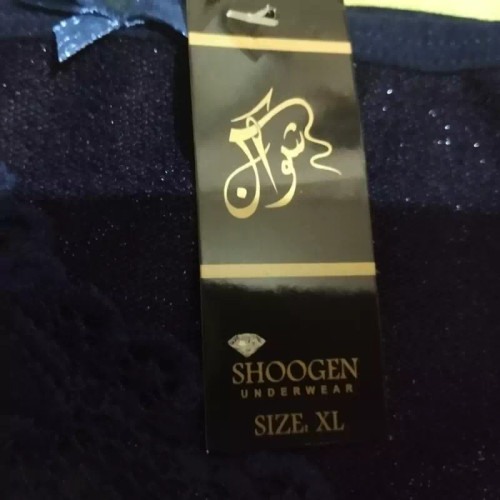 شوگن
SHOOGEN
UNDERWEAR
SIZE: XL